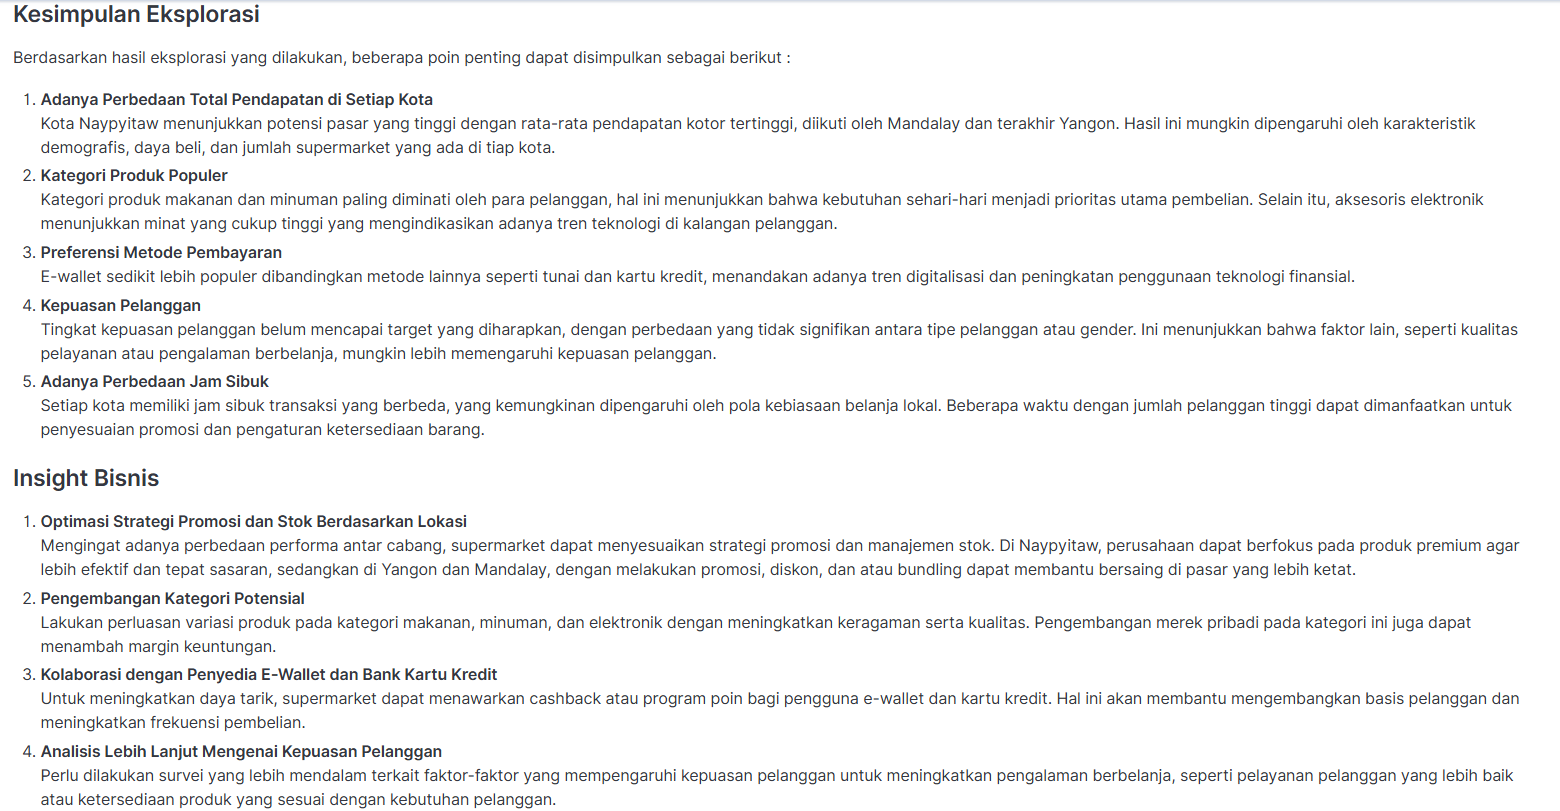 Kesimpulan Eksplorasi
Berdasarkan hasil eksplorasi yang dilakukan, beberapa poin penting dapat disimpulkan sebagai berikut :
1. Adanya Perbedaan Total Pendapatan di Setiap Kota
Kota Naypyitaw menunjukkan potensi pasar yang tinggi dengan rata-rata pendapatan kotor tertinggi, diikuti oleh Mandalay dan terakhir Yangon. Hasil ini mungkin dipengaruhi oleh karakteristik
demografis, daya beli, dan jumlah supermarket yang ada di tiap kota.
2. Kategori Produk Populer
Kategori produk makanan dan minuman paling diminati oleh para pelanggan, hal ini menunjukkan bahwa kebutuhan sehari-hari menjadi prioritas utama pembelian. Selain itu, aksesoris elektronik
menunjukkan minat yang cukup tinggi yang mengindikasikan adanya tren teknologi di kalangan pelanggan.
3. Preferensi Metode Pembayaran
E-wallet sedikit lebih populer dibandingkan metode lainnya seperti tunai dan kartu kredit, menandakan adanya tren digitalisasi dan peningkatan penggunaan teknologi finansial.
4. Kepuasan Pelanggan
Tingkat kepuasan pelanggan belum mencapai target yang diharapkan, dengan perbedaan yang tidak signifikan antara tipe pelanggan atau gender. Ini menunjukkan bahwa faktor lain, seperti kualitas
pelayanan atau pengalaman berbelanja, mungkin lebih memengaruhi kepuasan pelanggan.
5. Adanya Perbedaan Jam Sibuk
Setiap kota memiliki jam sibuk transaksi yang berbeda, yang kemungkinan dipengaruhi oleh pola kebiasaan belanja lokal. Beberapa waktu dengan jumlah pelanggan tinggi dapat dimanfaatkan untuk
penyesuaian promosi dan pengaturan ketersediaan barang.
Insight Bisnis
1. Optimasi Strategi Promosi dan Stok Berdasarkan Lokasi
Mengingat adanya perbedaan performa antar cabang, supermarket dapat menyesuaikan strategi promosi dan manajemen stok. Di Naypyitaw, perusahaan dapat berfokus pada produk premium agar
lebih efektif dan tepat sasaran, sedangkan di Yangon dan Mandalay, dengan melakukan promosi, diskon, dan atau bundling dapat membantu bersaing di pasar yang lebih ketat.
2. Pengembangan Kategori Potensial
Lakukan perluasan variasi produk pada kategori makanan, minuman, dan elektronik dengan meningkatkan keragaman serta kualitas. Pengembangan merek pribadi pada kategori ini juga dapat
menambah margin keuntungan.
3. Kolaborasi dengan Penyedia E-Wallet dan Bank Kartu Kredit
Untuk meningkatkan daya tarik, supermarket dapat menawarkan cashback atau program poin bagi pengguna e-wallet dan kartu kredit. Hal ini akan membantu mengembangkan basis pelanggan dan
meningkatkan frekuensi pembelian.
4. Analisis Lebih Lanjut Mengenai Kepuasan Pelanggan
Perlu dilakukan survei yang lebih mendalam terkait faktor-faktor yang mempengaruhi kepuasan pelanggan untuk meningkatkan pengalaman berbelanja, seperti pelayanan pelanggan yang lebih baik
atau ketersediaan produk yang sesuai dengan kebutuhan pelanggan.